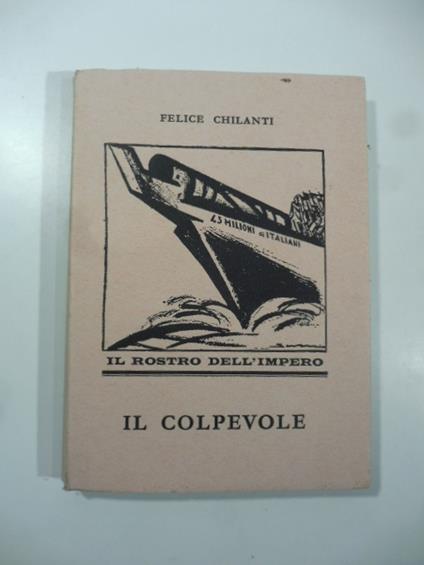 FELICE CHILANTI
45 MILIONI di ITALIANI
IL ROSTRO DELL'IMPERO
IL COLPEVOLE